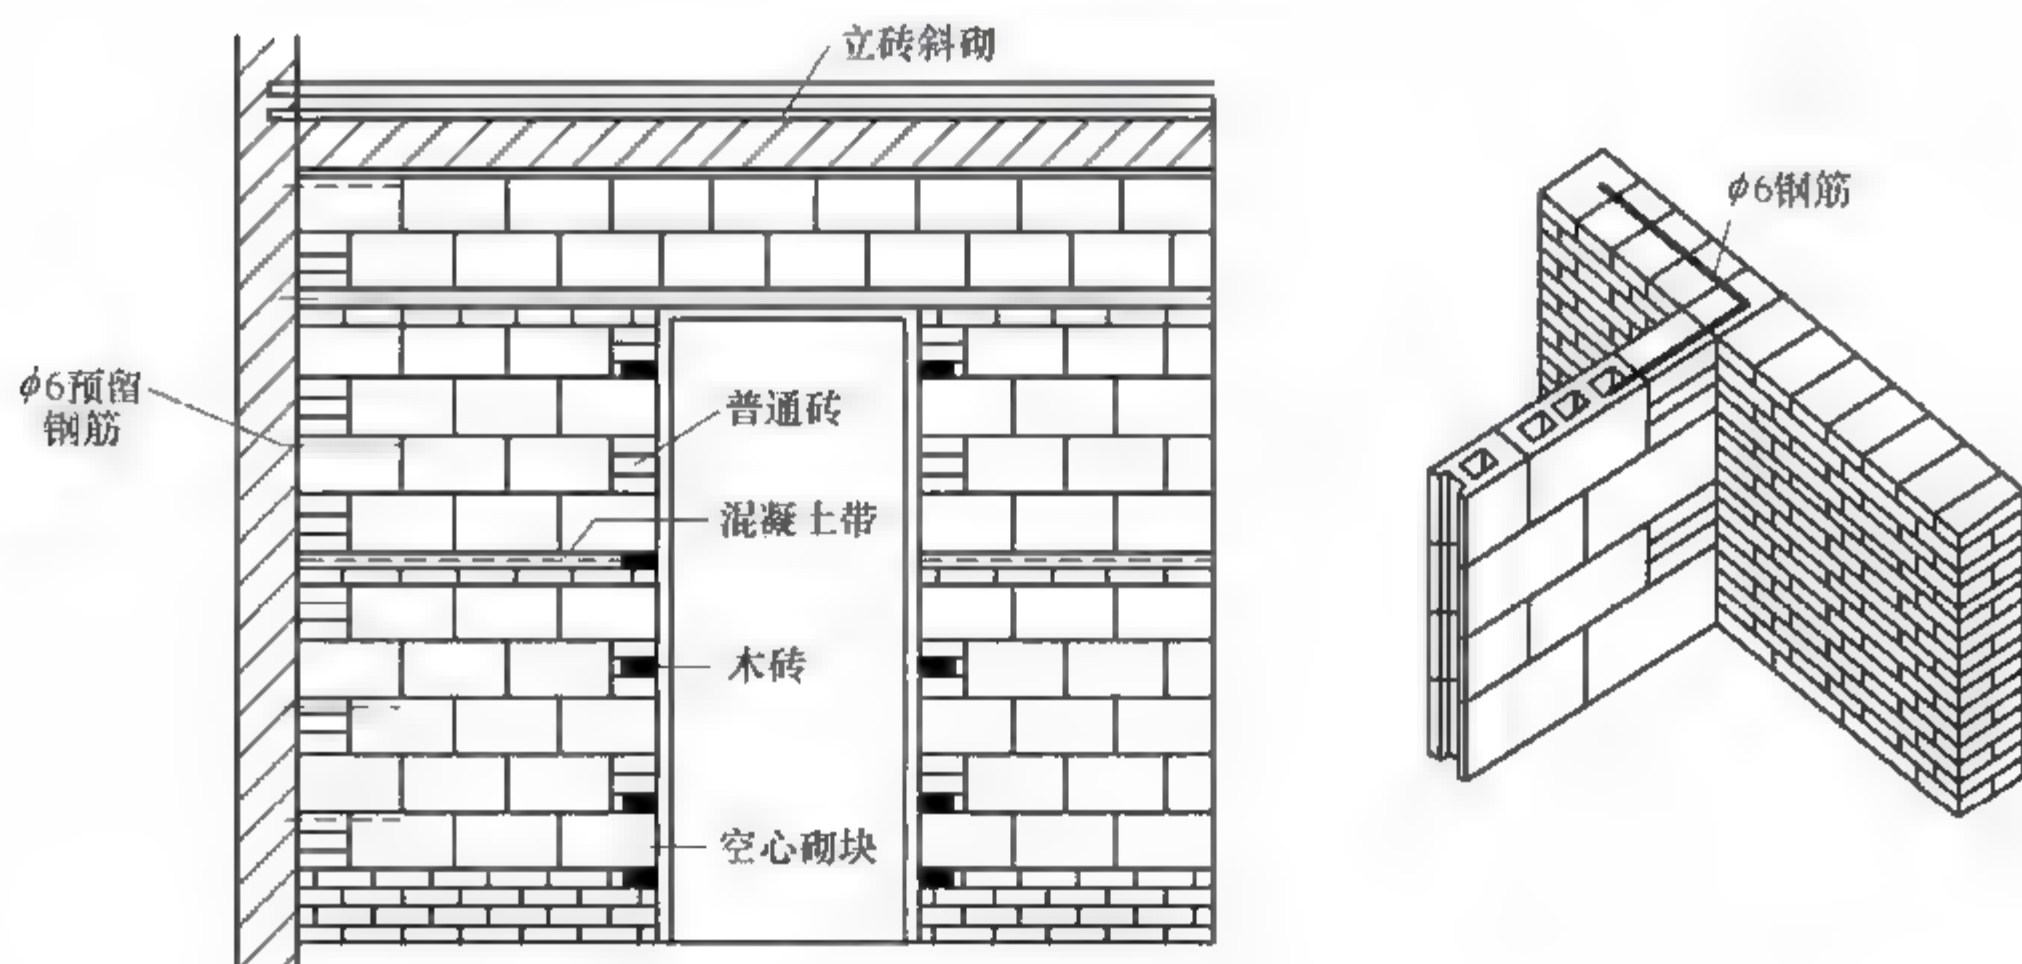 立砖斜砌
ϕ6钢筋
ϕ6预留
钢筋
普通砖
混凝土带
木砖
空心砌块